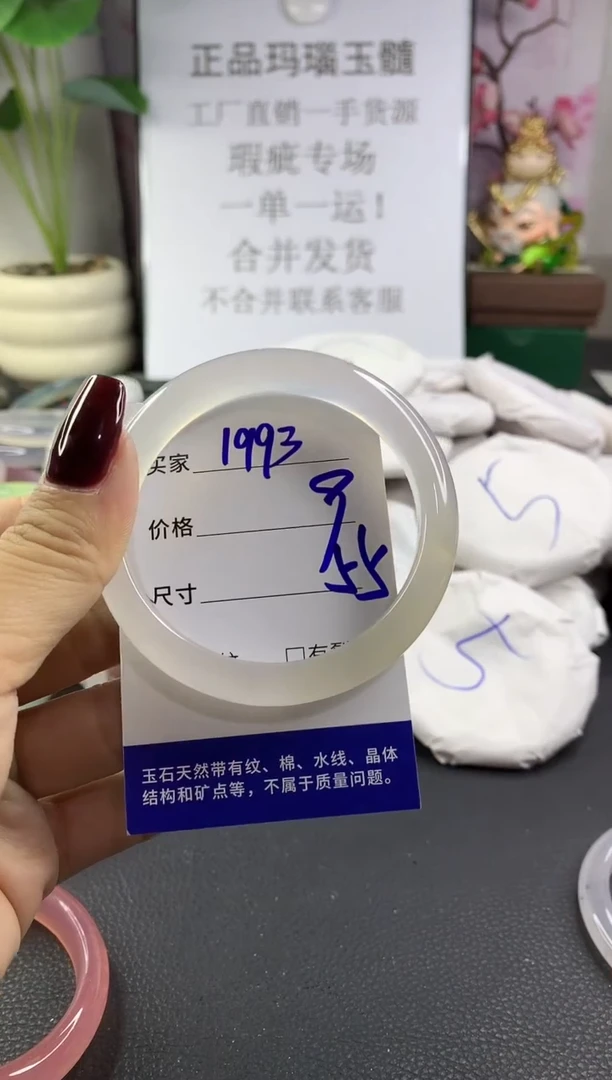 正品玛瑙玉髓
工厂直销一手货源
瑕疵专场
一单一运!
合并发货
不合并联系客服
买家 1993
价格
尺寸 55
玉石天然带有纹、棉、水线、晶体
结构和矿点等，不属于质量问题。
5